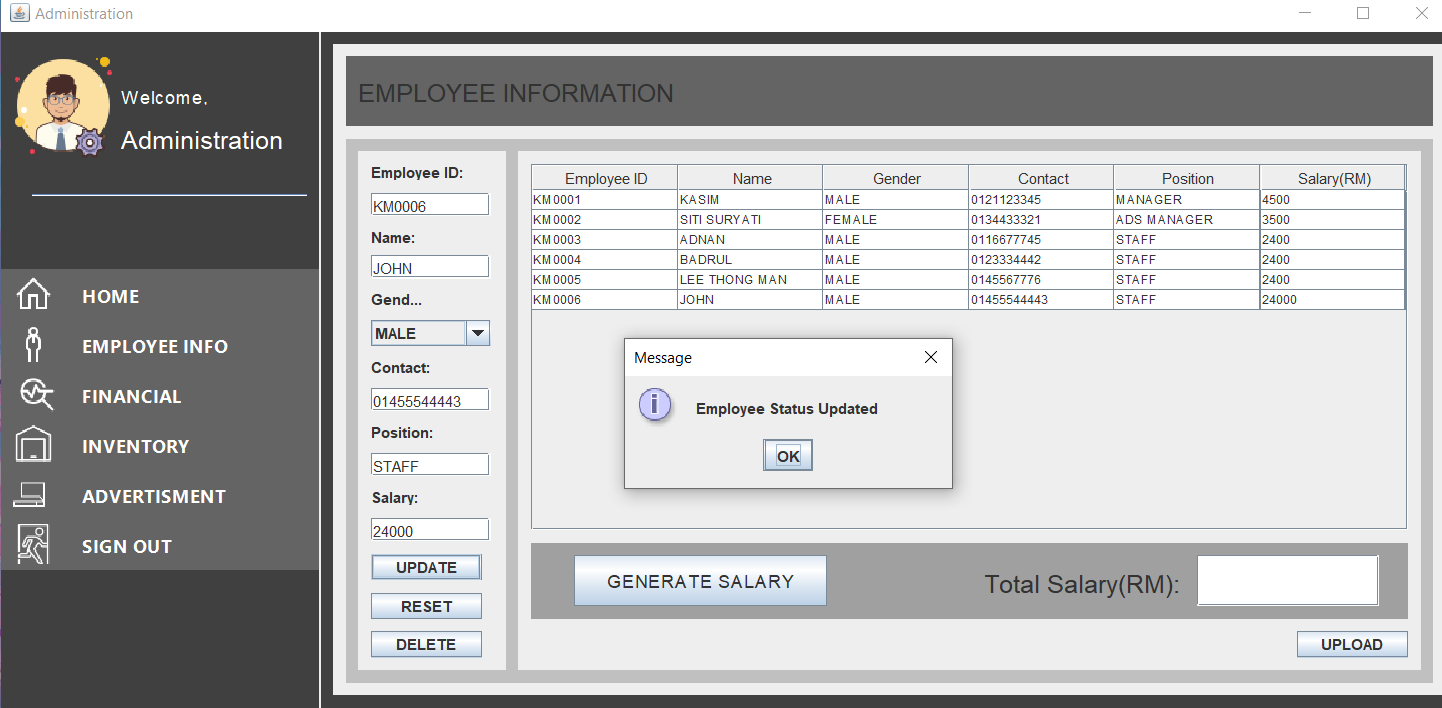 Administration
Welcome,
Administration
HOME
EMPLOYEE INFO
FINANCIAL
INVENTORY
ADVERTISMENT
SIGN OUT
EMPLOYEE INFORMATION
Employee ID:
KM0006
Name:
JOHN
Gend...
MALE
Contact:
01455544443
Position:
STAFF
Salary:
24000
UPDATE
RESET
DELETE
Employee ID Name Gender Contact Position Salary(RM)
KM0001 KASIM MALE 0121123345 MANAGER 4500
KM0002 SITI SURYATI FEMALE 0134433321 ADS MANAGER 3500
KM0003 ADNAN MALE 0116677745 STAFF 2400
KM0004 BADRUL MALE 0123334442 STAFF 2400
KM0005 LEE THONG MAN MALE 0145567776 STAFF 2400
KM0006 JOHN MALE 01455544443 STAFF 24000
Message
Employee Status Updated
OK
GENERATE SALARY
Total Salary(RM):
UPLOAD